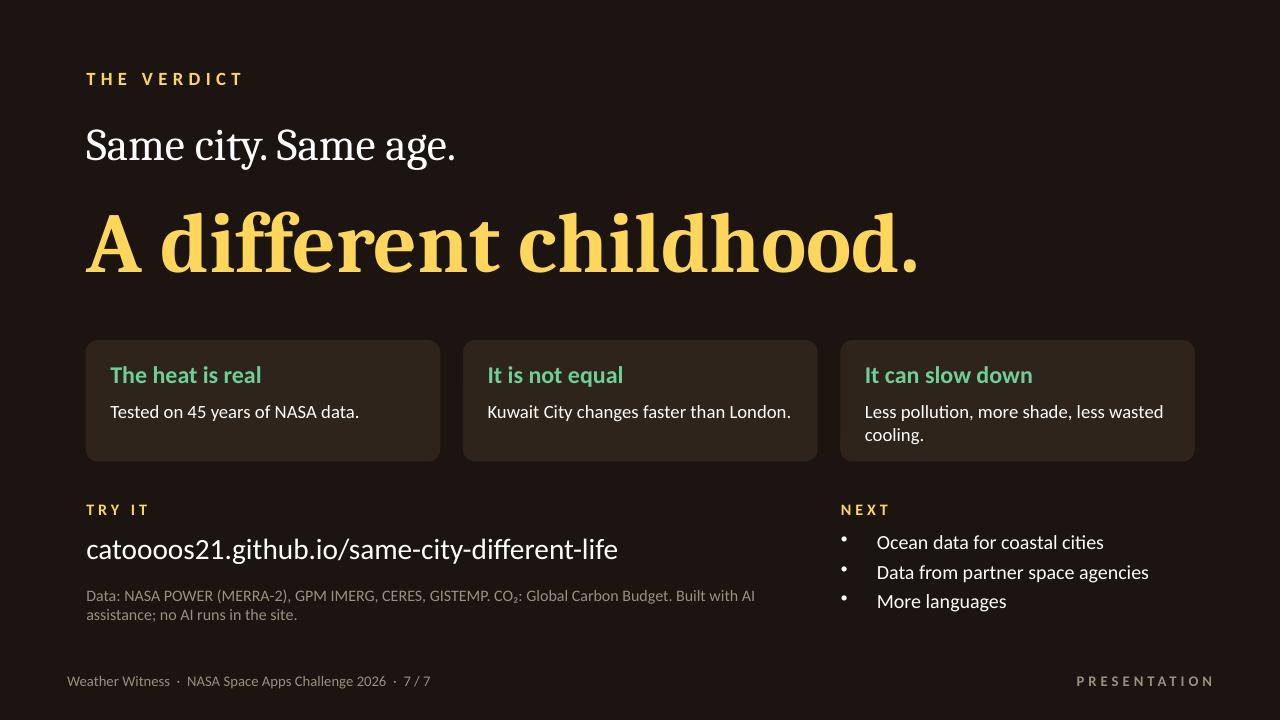 THE VERDICT
Same city. Same age.
A different childhood.
The heat is real
Tested on 45 years of NASA data.
It is not equal
Kuwait City changes faster than London.
It can slow down
Less pollution, more shade, less wasted
cooling.
TRY IT
catoooos21.github.io/same-city-different-life
Data: NASA POWER (MERRA-2), GPM IMERG, CERES, GISTEMP. CO₂: Global Carbon Budget. Built with AI
assistance; no AI runs in the site.
NEXT
• Ocean data for coastal cities
• Data from partner space agencies
• More languages
Weather Witness · NASA Space Apps Challenge 2026 · 7 / 7
PRESENTATION